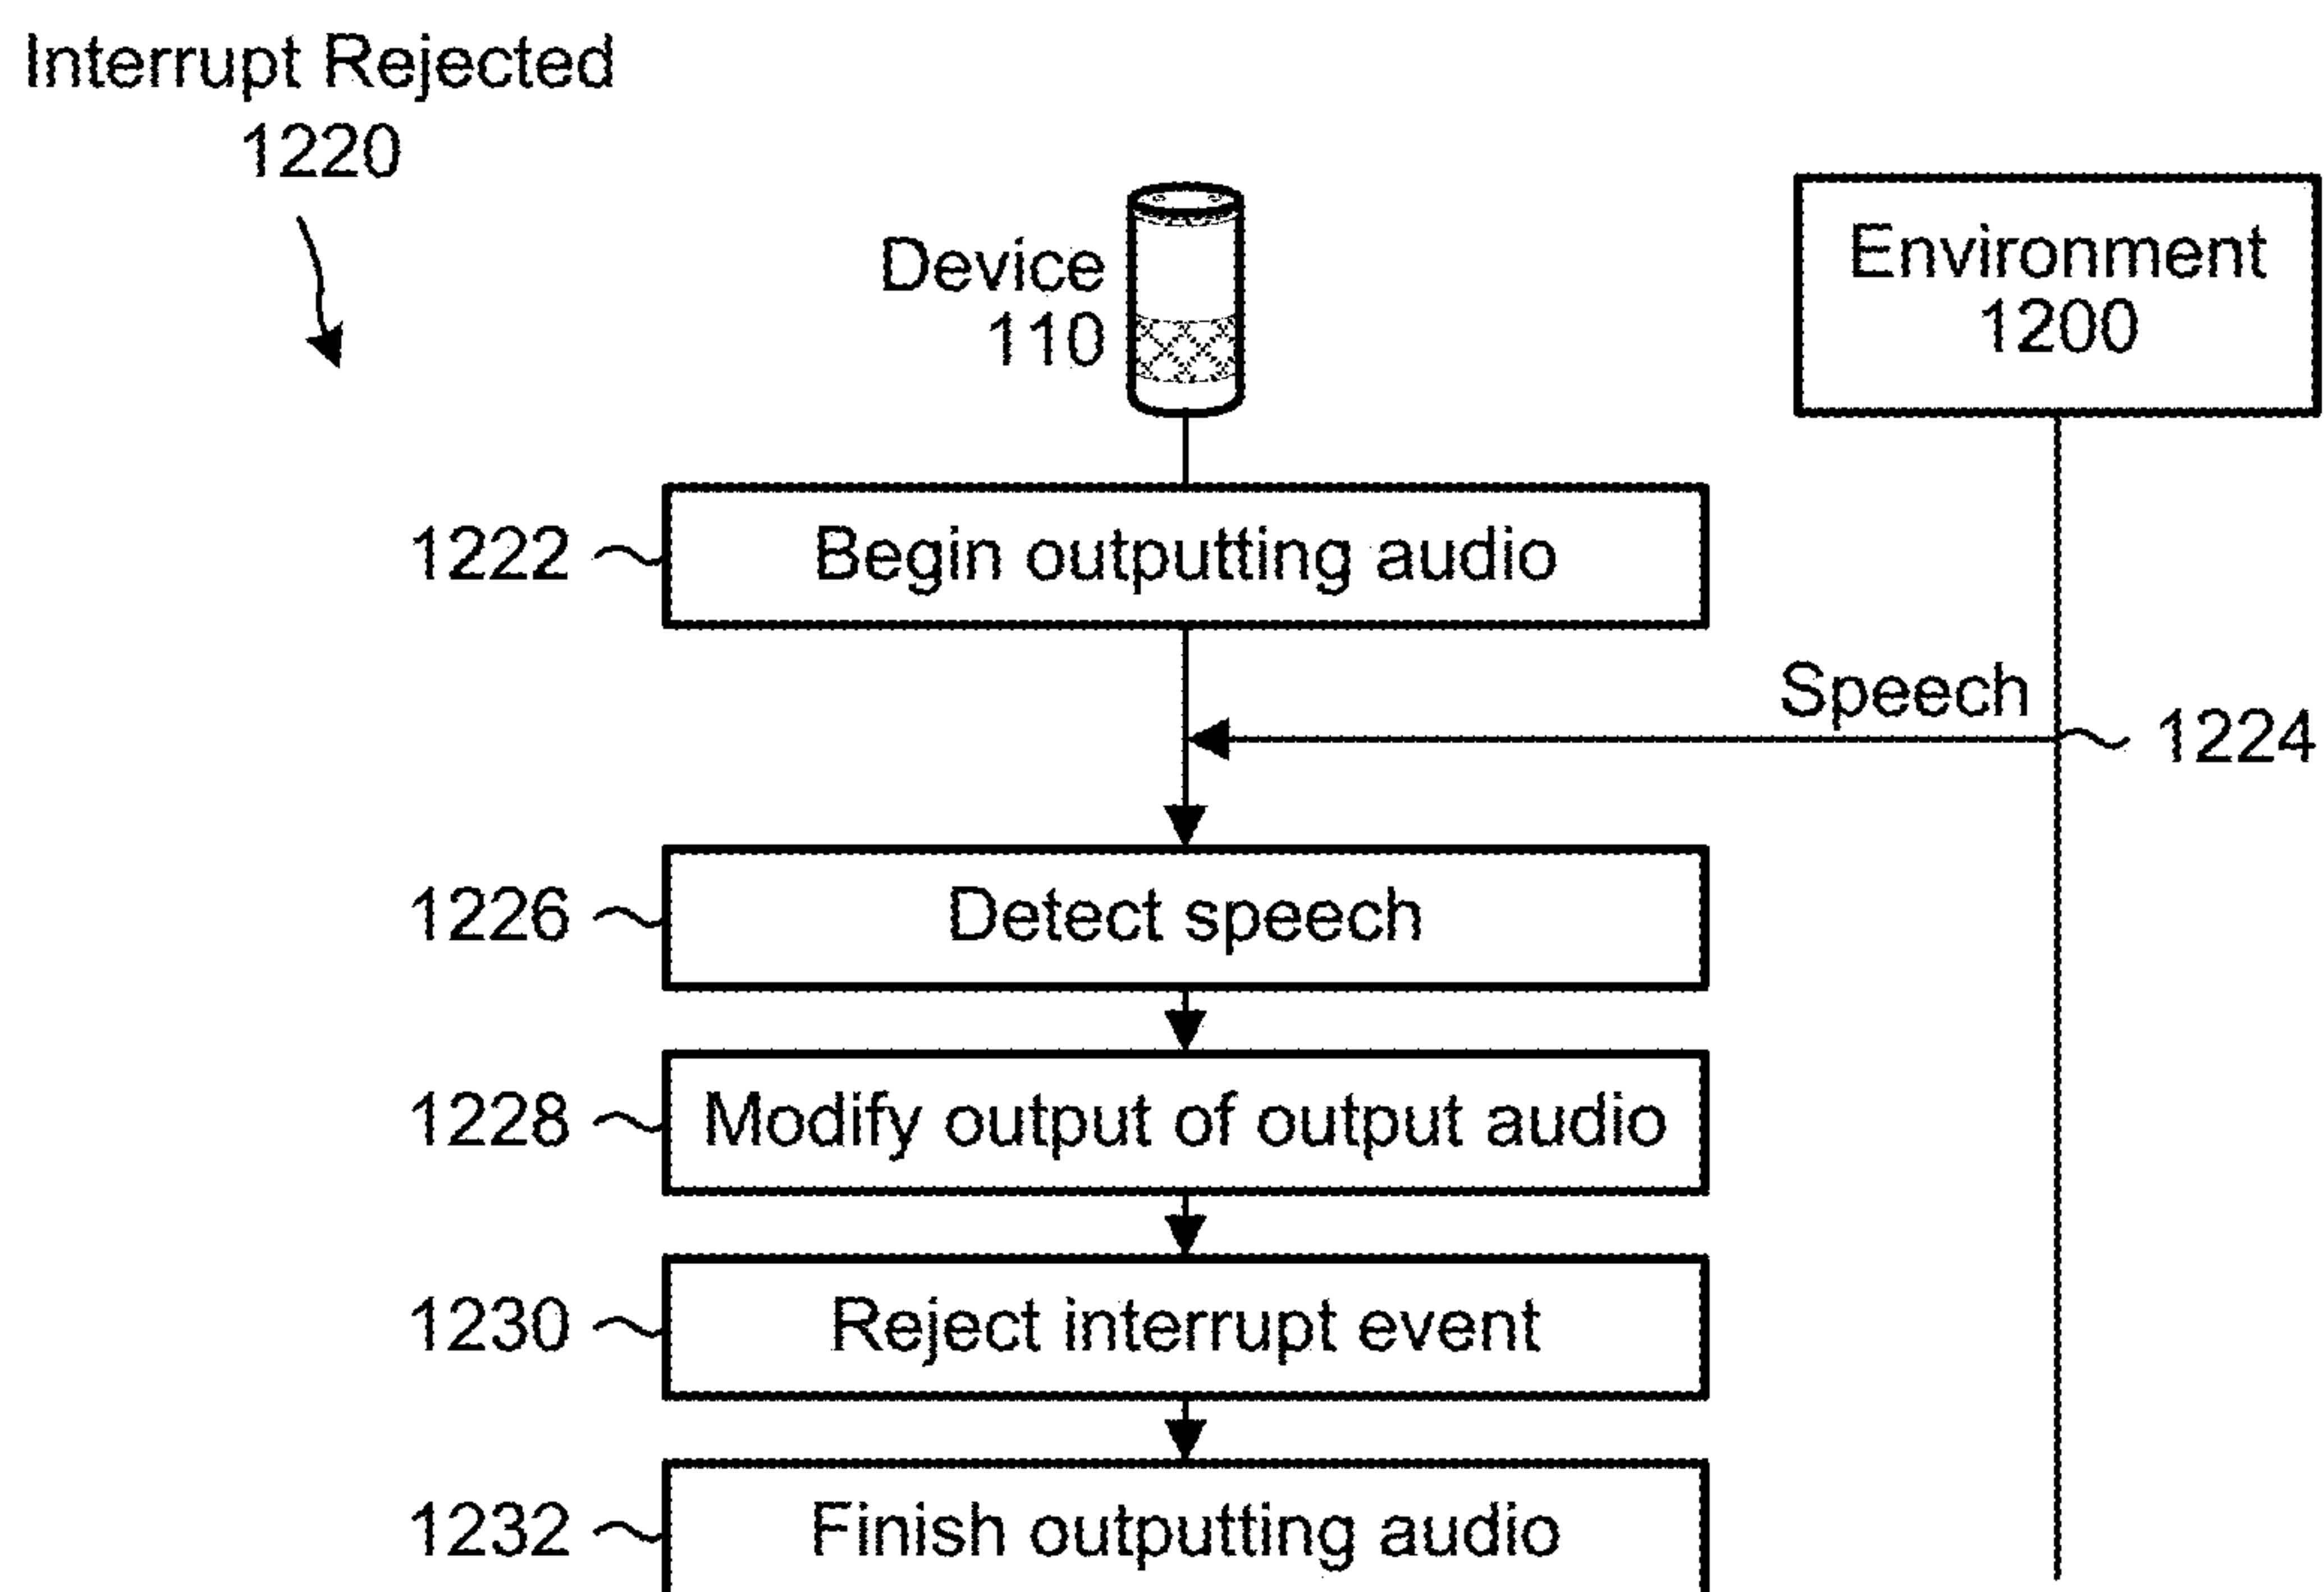 Interrupt Rejected
1220
Device
110
Environment
1200
1222
Begin outputting audio
Speech
1224
1226
Detect speech
1228
Modify output of output audio
1230
Reject interrupt event
1232
Finish outputting audio